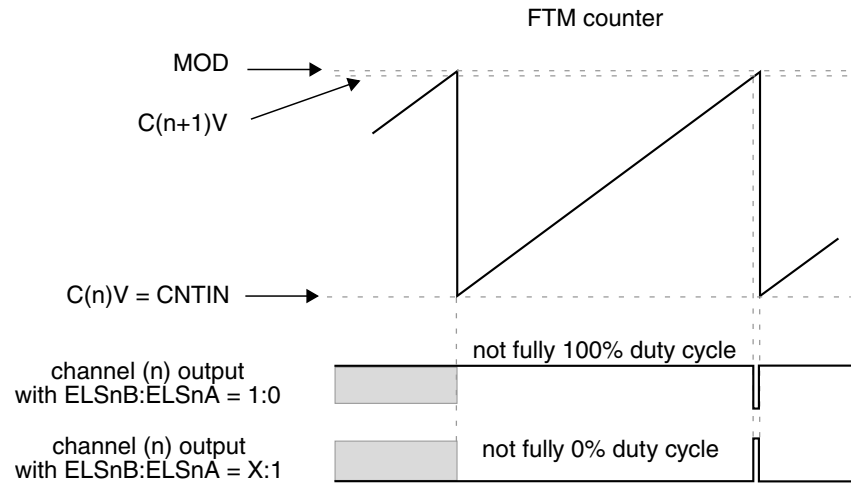 FTM counter
MOD
C(n+1)V
C(n)V = CNTIN
not fully 100% duty cycle
channel (n) output
with ELSnB:ELSnA = 1:0
channel (n) output
with ELSnB:ELSnA = X:1
not fully 0% duty cycle